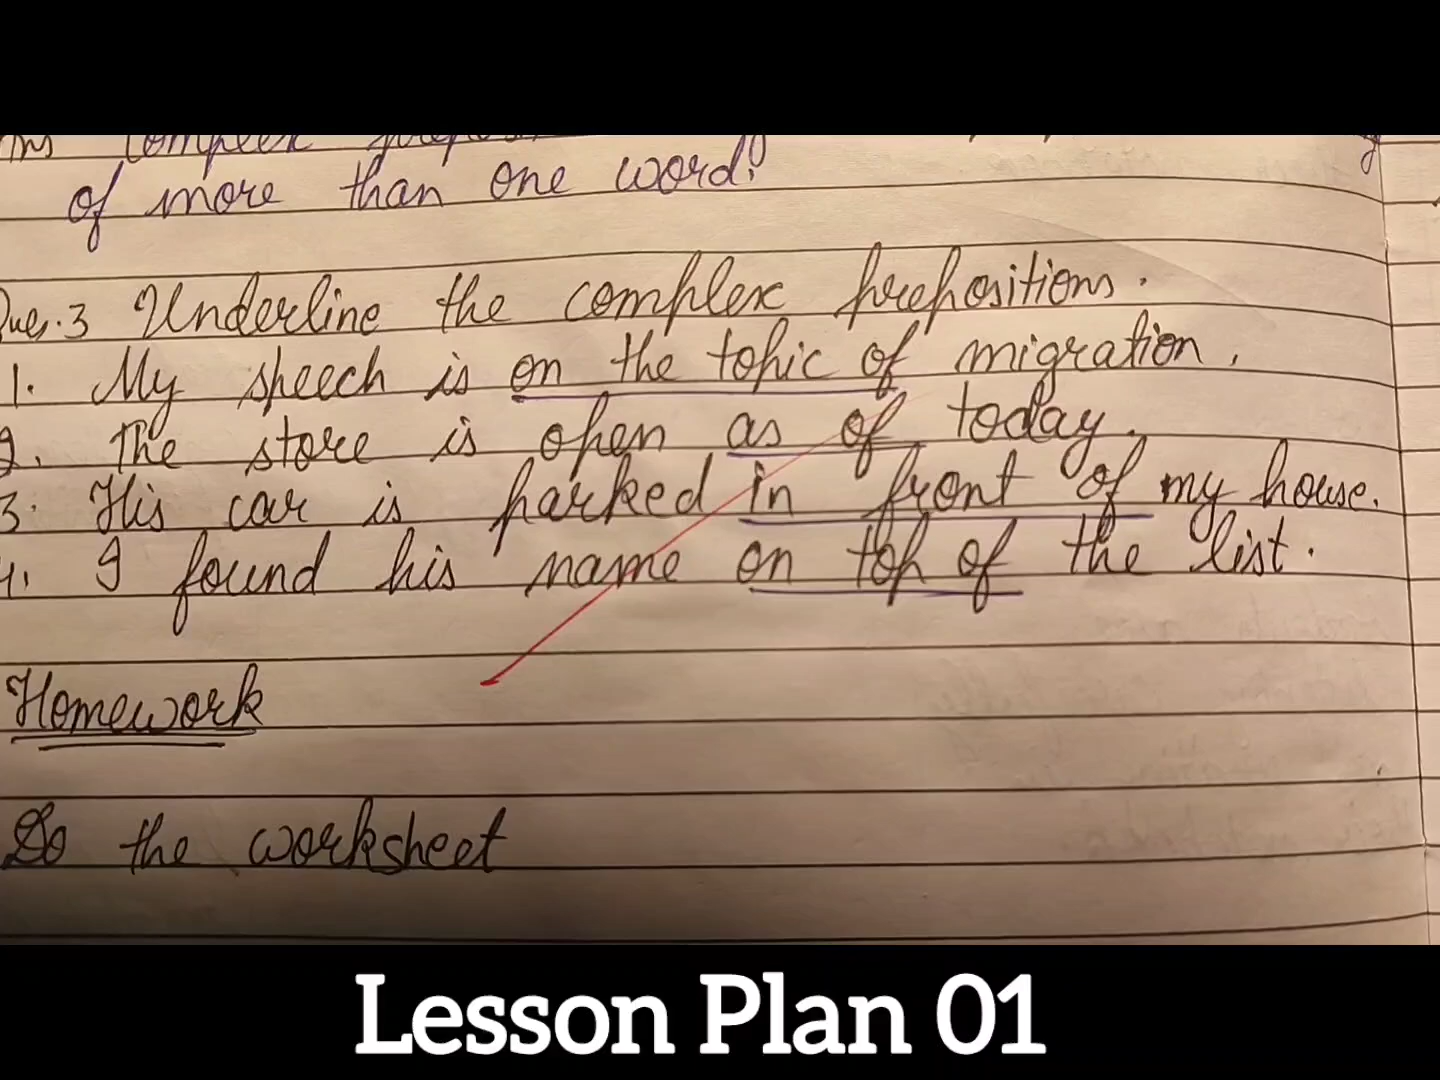 complex
of more than one word?
Ques.3 Underline the complex prepositions.
1. My speech is on the topic of migration.
2. The store is open as of today.
3. His car is parked in front of my house.
4. I found his name on top of the list.
Homework
Do the worksheet
Lesson Plan 01